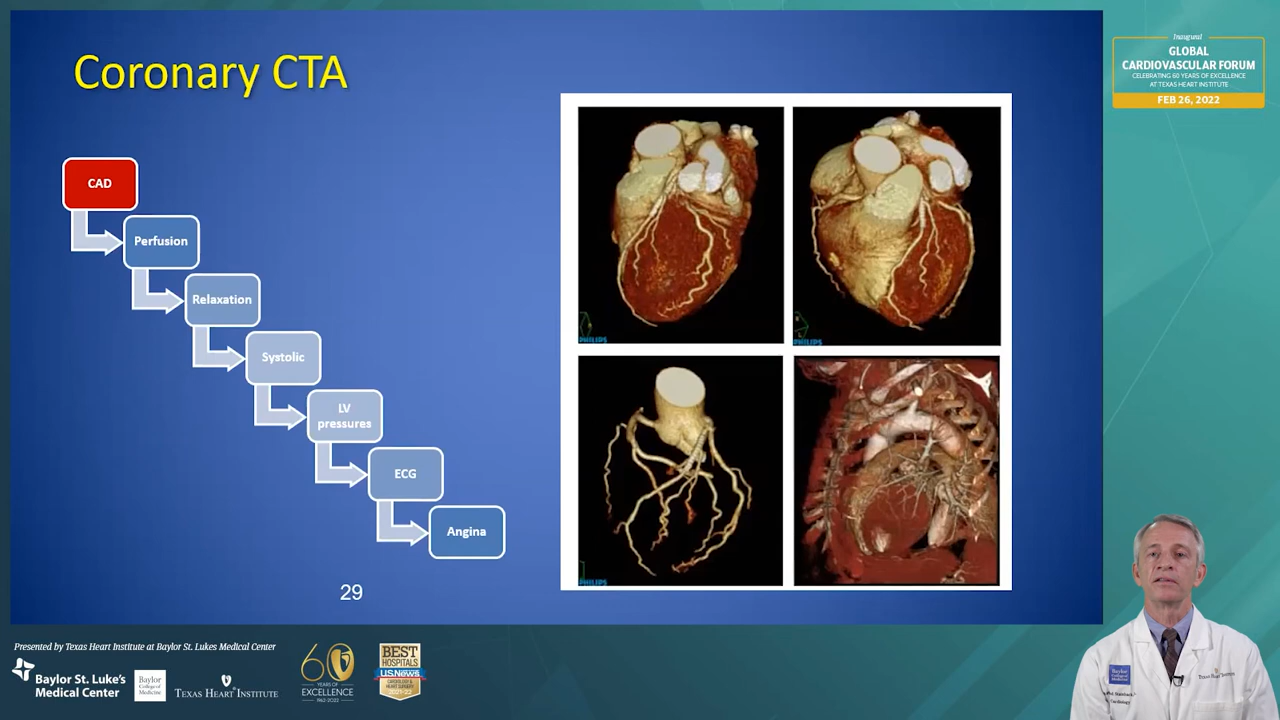 Coronary CTA
CAD
Perfusion
Relaxation
Systolic
LV
pressures
ECG
Angina
29
PHILIPS
PHILIPS
PHILIPS
Inaugural
GLOBAL
CARDIOVASCULAR FORUM
CELEBRATING 60 YEARS OF EXCELLENCE
AT TEXAS HEART INSTITUTE
FEB 26, 2022
Presented by Texas Heart Institute at Baylor St. Lukes Medical Center
Baylor St. Luke's
Medical Center
Baylor
College of
Medicine
TEXAS HEART INSTITUTE
60
YEARS OF
EXCELLENCE
1962-2022
BEST
HOSPITALS
U.S.News
Cardiology